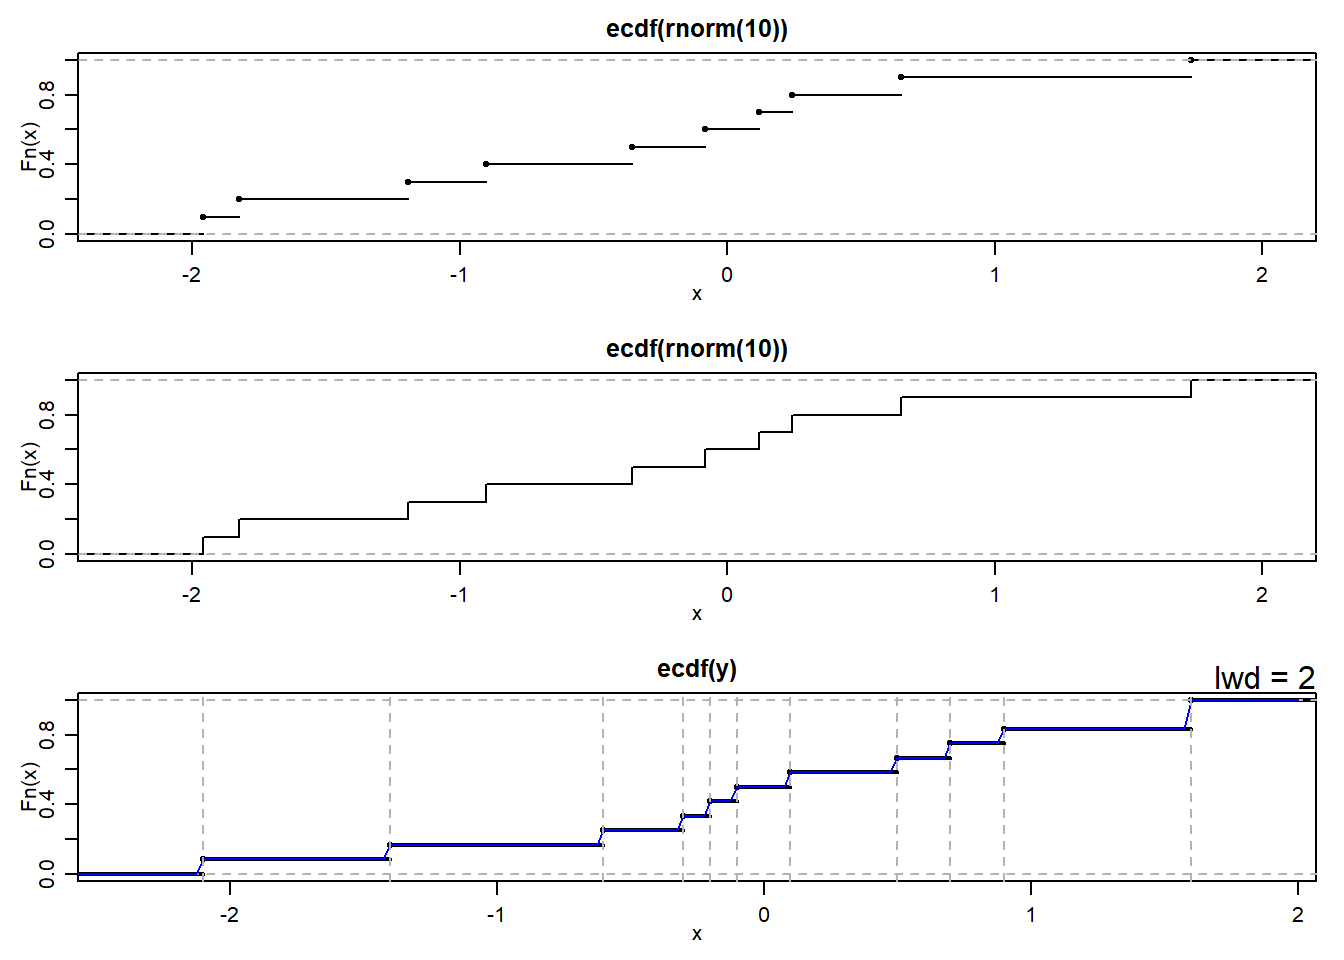 ecdf(rnorm(10))
Fn(x)
0.8
0.4
0.0
-2 -1 0 1 2
x
ecdf(rnorm(10))
Fn(x)
0.8
0.4
0.0
-2 -1 0 1 2
x
ecdf(y)
lwd = 2
Fn(x)
0.8
0.4
0.0
-2 -1 0 1 2
x